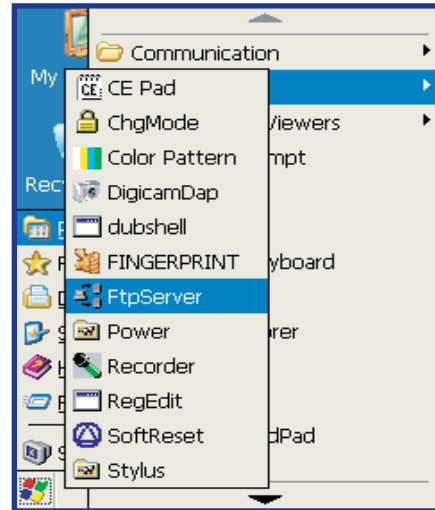 Communication
My
CE Pad
ChgMode
Viewers
Color Pattern
mpt
Rec
DigicamDap
dubshell
FINGERPRINT
yboard
FtpServer
Power
rer
Recorder
RegEdit
SoftReset
dPad
Stylus